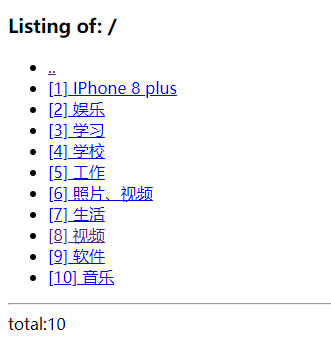 Listing of: /
..
[1] IPhone 8 plus
[2] 娱乐
[3] 学习
[4] 学校
[5] 工作
[6] 照片、视频
[7] 生活
[8] 视频
[9] 软件
[10] 音乐
total:10